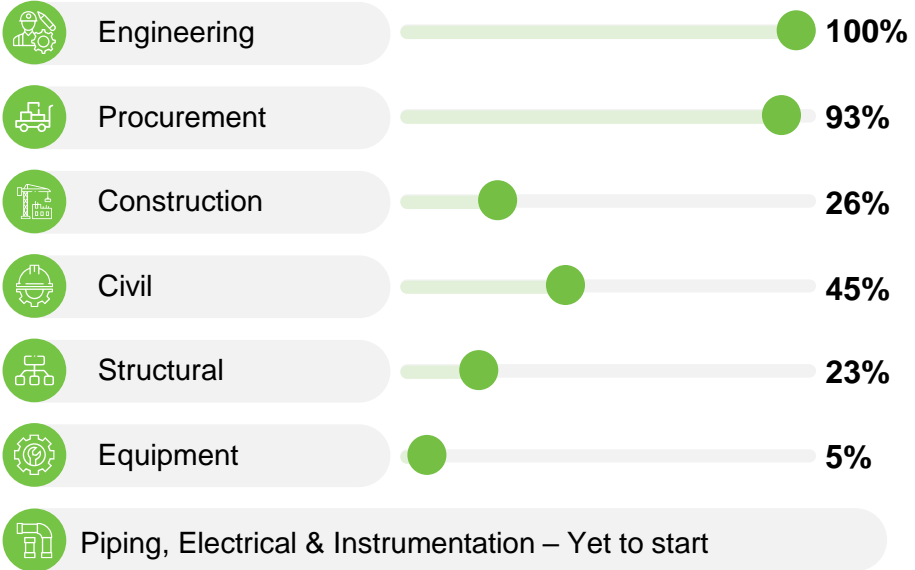 Engineering 100%
Procurement 93%
Construction 26%
Civil 45%
Structural 23%
Equipment 5%
Piping, Electrical & Instrumentation – Yet to start